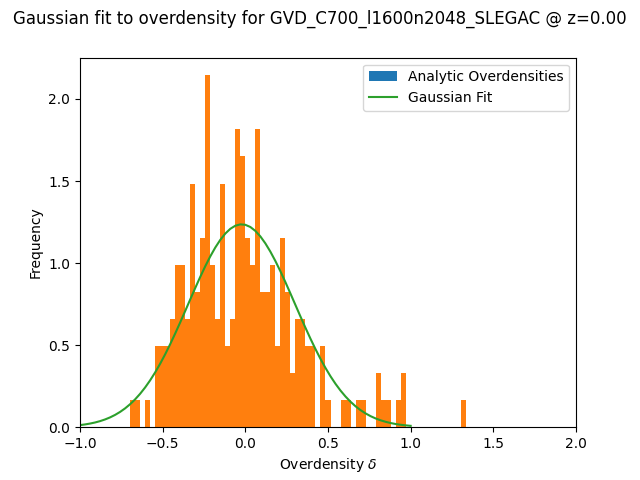 Gaussian fit to overdensity for GVD_C700_l1600n2048_SLEGAC @ z=0.00
Analytic Overdensities
Gaussian Fit
Frequency
2.0
1.5
1.0
0.5
0.0
−1.0 −0.5 0.0 0.5 1.0 1.5 2.0
Overdensity δ